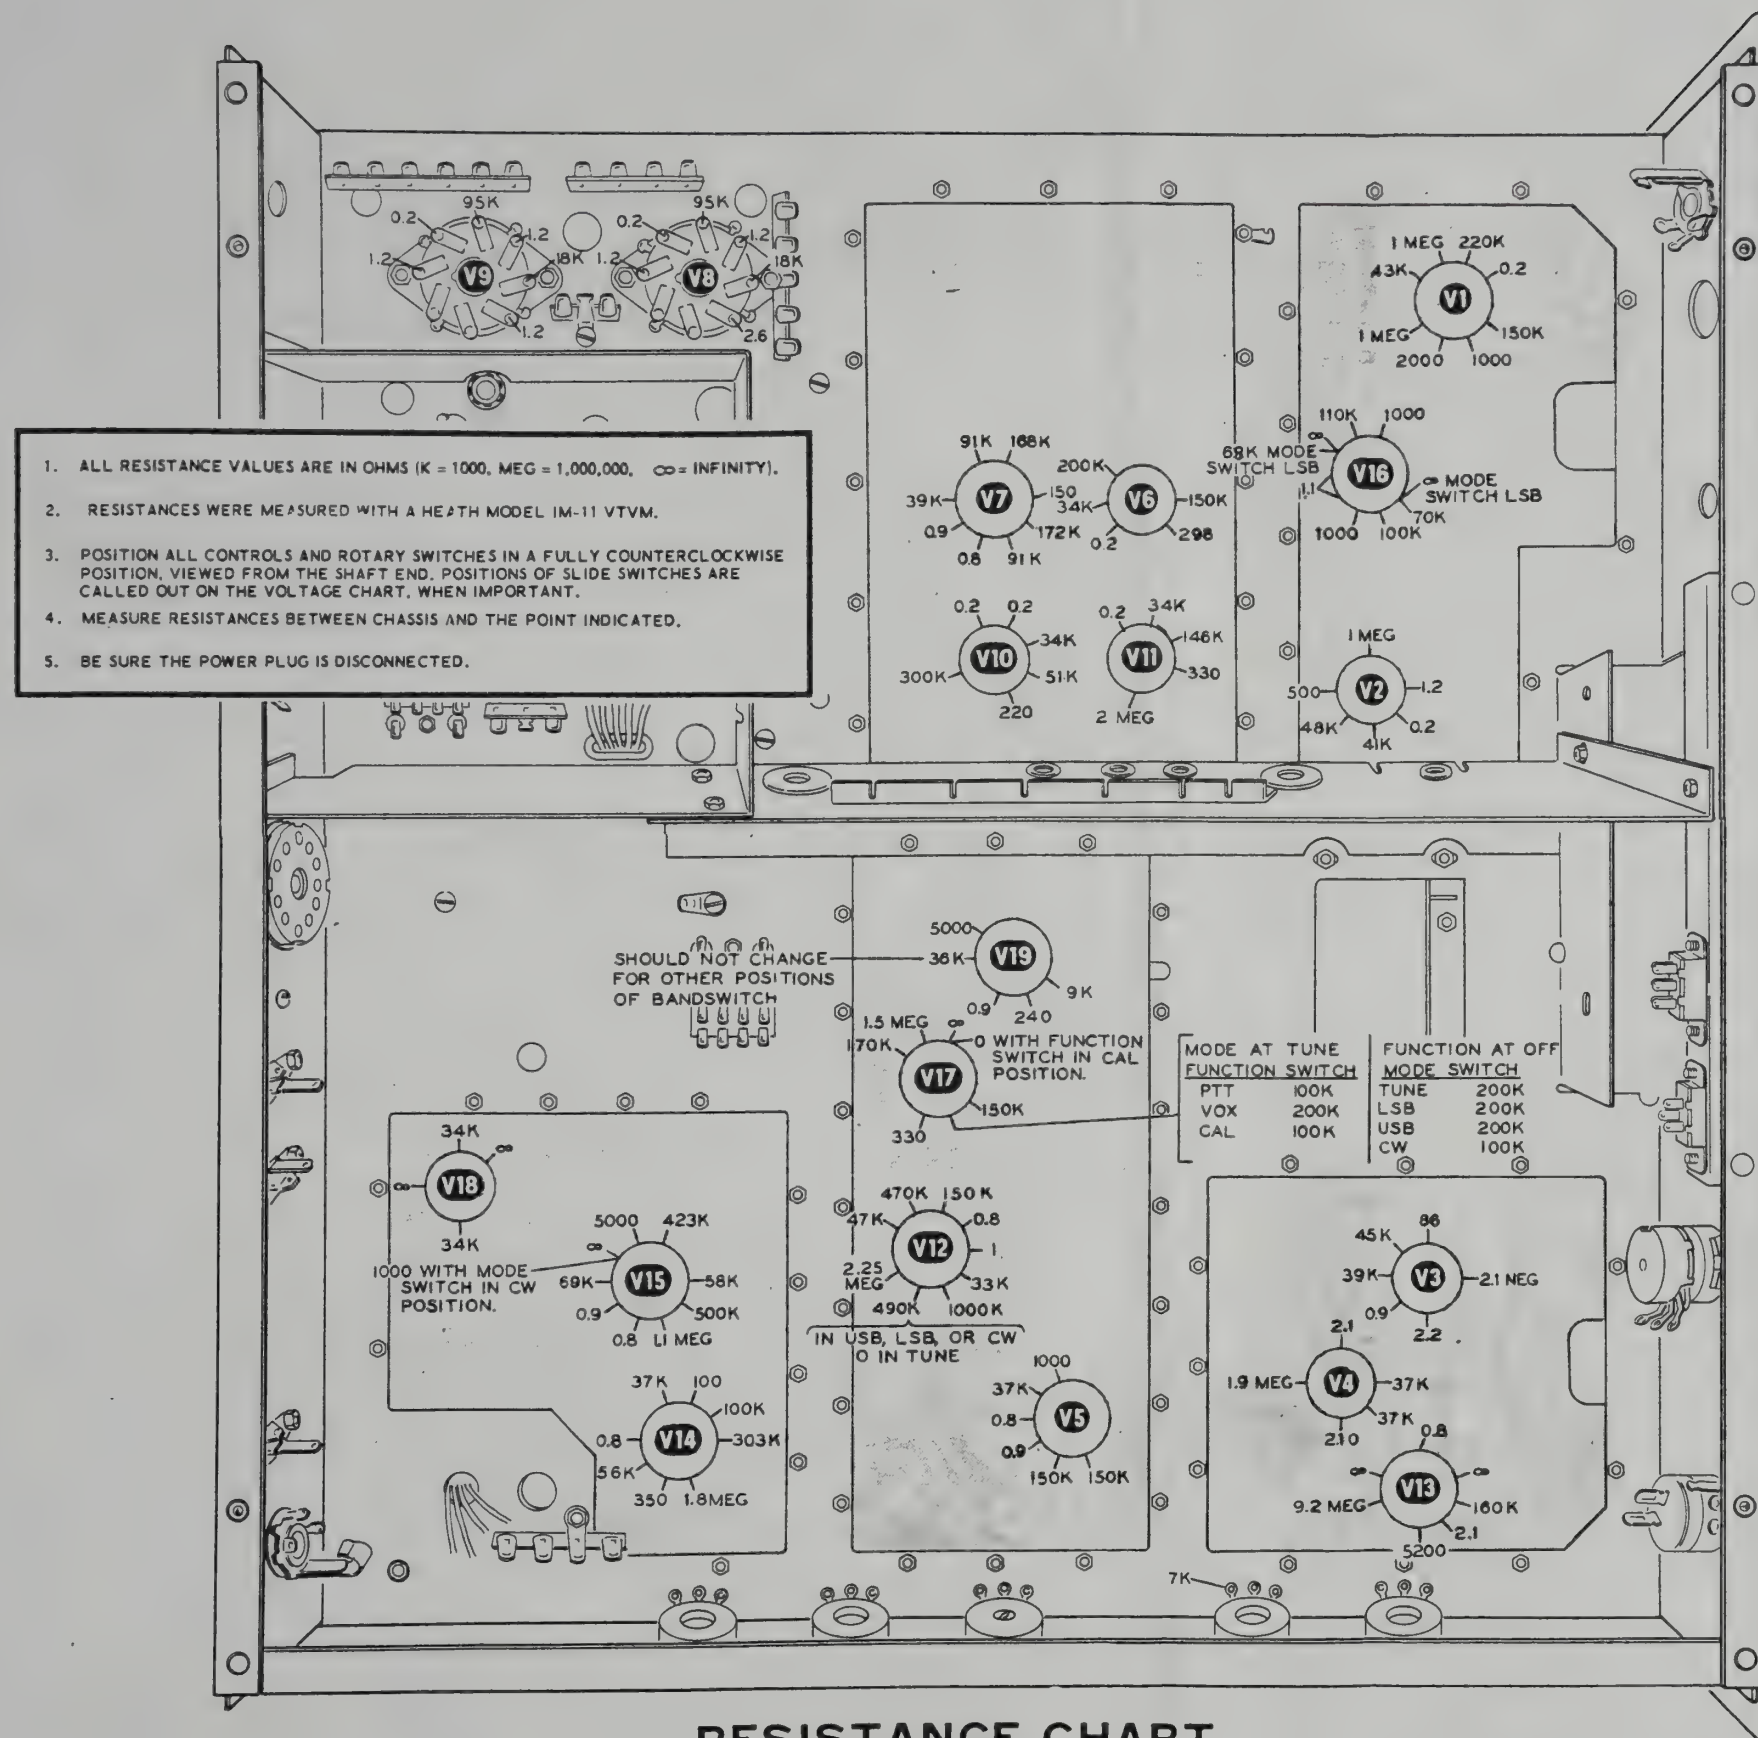 95K
0.2
1.2
1.2
18K
V9
1.2
95K
0.2
1.2
1.2
18K
V8
2.6
1. ALL RESISTANCE VALUES ARE IN OHMS (K = 1000, MEG = 1,000,000, ∞ = INFINITY).
2. RESISTANCES WERE MEASURED WITH A HEATH MODEL IM-11 VTVM.
3. POSITION ALL CONTROLS AND ROTARY SWITCHES IN A FULLY COUNTERCLOCKWISE
POSITION, VIEWED FROM THE SHAFT END. POSITIONS OF SLIDE SWITCHES ARE
CALLED OUT ON THE VOLTAGE CHART, WHEN IMPORTANT.
4. MEASURE RESISTANCES BETWEEN CHASSIS AND THE POINT INDICATED.
5. BE SURE THE POWER PLUG IS DISCONNECTED.
1 MEG 220K
43K 0.2
V1
1 MEG 150K
2000 1000
110K 1000
∞
68K MODE
SWITCH LSB
V16
∞ MODE
SWITCH LSB
1.1
70K
1000 100K
91K 168K
39K V7 150
0.9 172K
0.8 91K
200K
34K V6 150K
0.2 298
0.2 0.2
34K
V10
300K 51K
220
0.2 34K
146K
V11
330
2 MEG
1 MEG
500 V2 1.2
48K 0.2
41K
5000
SHOULD NOT CHANGE
FOR OTHER POSITIONS
OF BANDSWITCH
36K V19
9K
0.9 240
1.5 MEG ∞
170K
0 WITH FUNCTION
SWITCH IN CAL
POSITION.
V17
150K
330
MODE AT TUNE
FUNCTION SWITCH
PTT 100K
VOX 200K
CAL 100K
FUNCTION AT OFF
MODE SWITCH
TUNE 200K
LSB 200K
USB 200K
CW 100K
34K
∞
∞ V18
34K
5000 423K
∞
1000 WITH MODE
SWITCH IN CW
POSITION.
69K V15 58K
0.9 500K
0.8 1.1 MEG
37K 100
100K
0.8 V14 303K
56K
350 1.8MEG
470K 150K
47K 0.8
V12 1
2.25
MEG 33K
490K 1000K
IN USB, LSB, OR CW
0 IN TUNE
1000
37K
0.8 V5
0.9
150K 150K
86
45K
39K V3 2.1 NEG
0.9
2.2
2.1
1.9 MEG V4 37K
37K
210
0.8
∞ ∞
V13
9.2 MEG 160K
2.1
5200
7K
RESISTANCE CHART